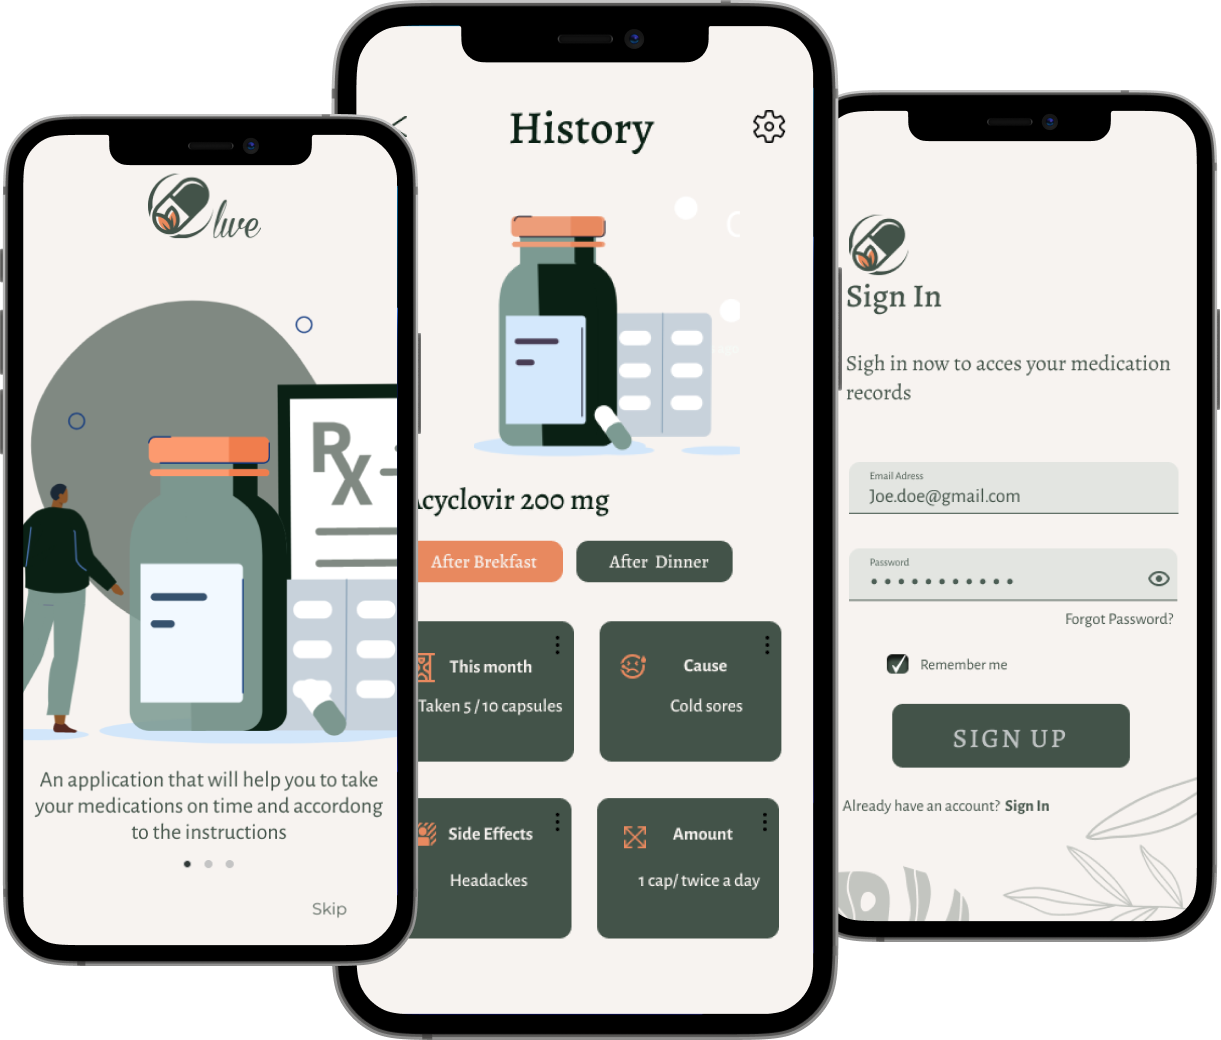 Olive
Rx
An application that will help you to take
your medications on time and accordong
to the instructions
Skip
History
Acyclovir 200 mg
After Brekfast
After Dinner
This month
Taken 5 / 10 capsules
Cause
Cold sores
Side Effects
Headackes
Amount
1 cap/ twice a day
Sign In
Sigh in now to acces your medication
records
Email Adress
Joe.doe@gmail.com
Password
Forgot Password?
Remember me
SIGN UP
Already have an account? Sign In